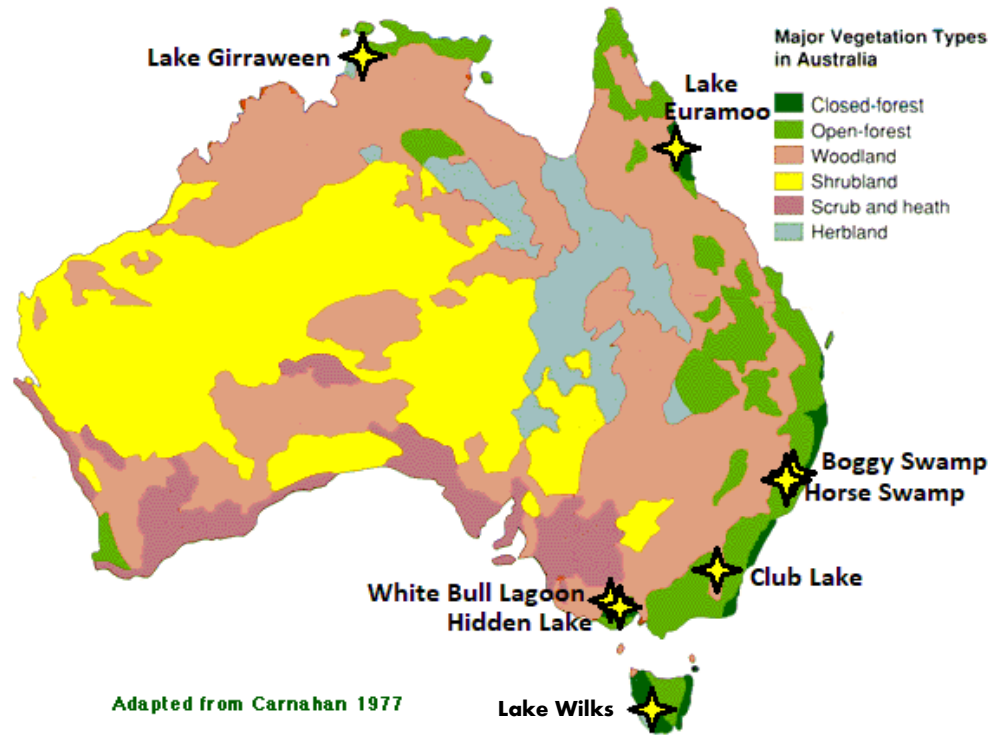 Major Vegetation Types
in Australia
Closed-forest
Open-forest
Woodland
Shrubland
Scrub and heath
Herbland
Lake Girraween
Lake
Euramoo
Boggy Swamp
Horse Swamp
Club Lake
White Bull Lagoon
Hidden Lake
Lake Wilks
Adapted from Carnahan 1977